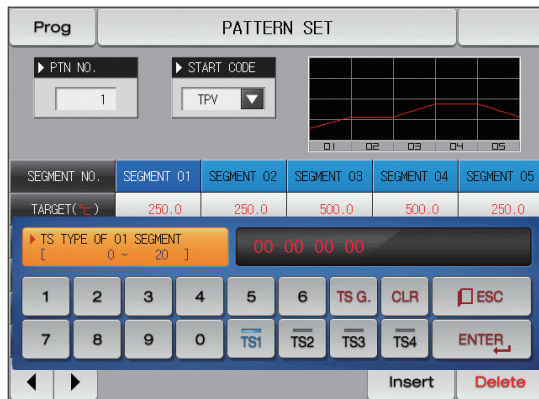 Prog PATTERN SET
PTN NO. START CODE
1 TPV
01 02 03 04 05
SEGMENT NO. SEGMENT 01 SEGMENT 02 SEGMENT 03 SEGMENT 04 SEGMENT 05
TARGET(℃) 250.0 250.0 500.0 500.0 250.0
TS TYPE OF 01 SEGMENT
[ 0 ~ 20 ]
00 00 00 00
1 2 3 4 5 6 TS G. CLR ESC
7 8 9 0 TS1 TS2 TS3 TS4 ENTER
Insert Delete